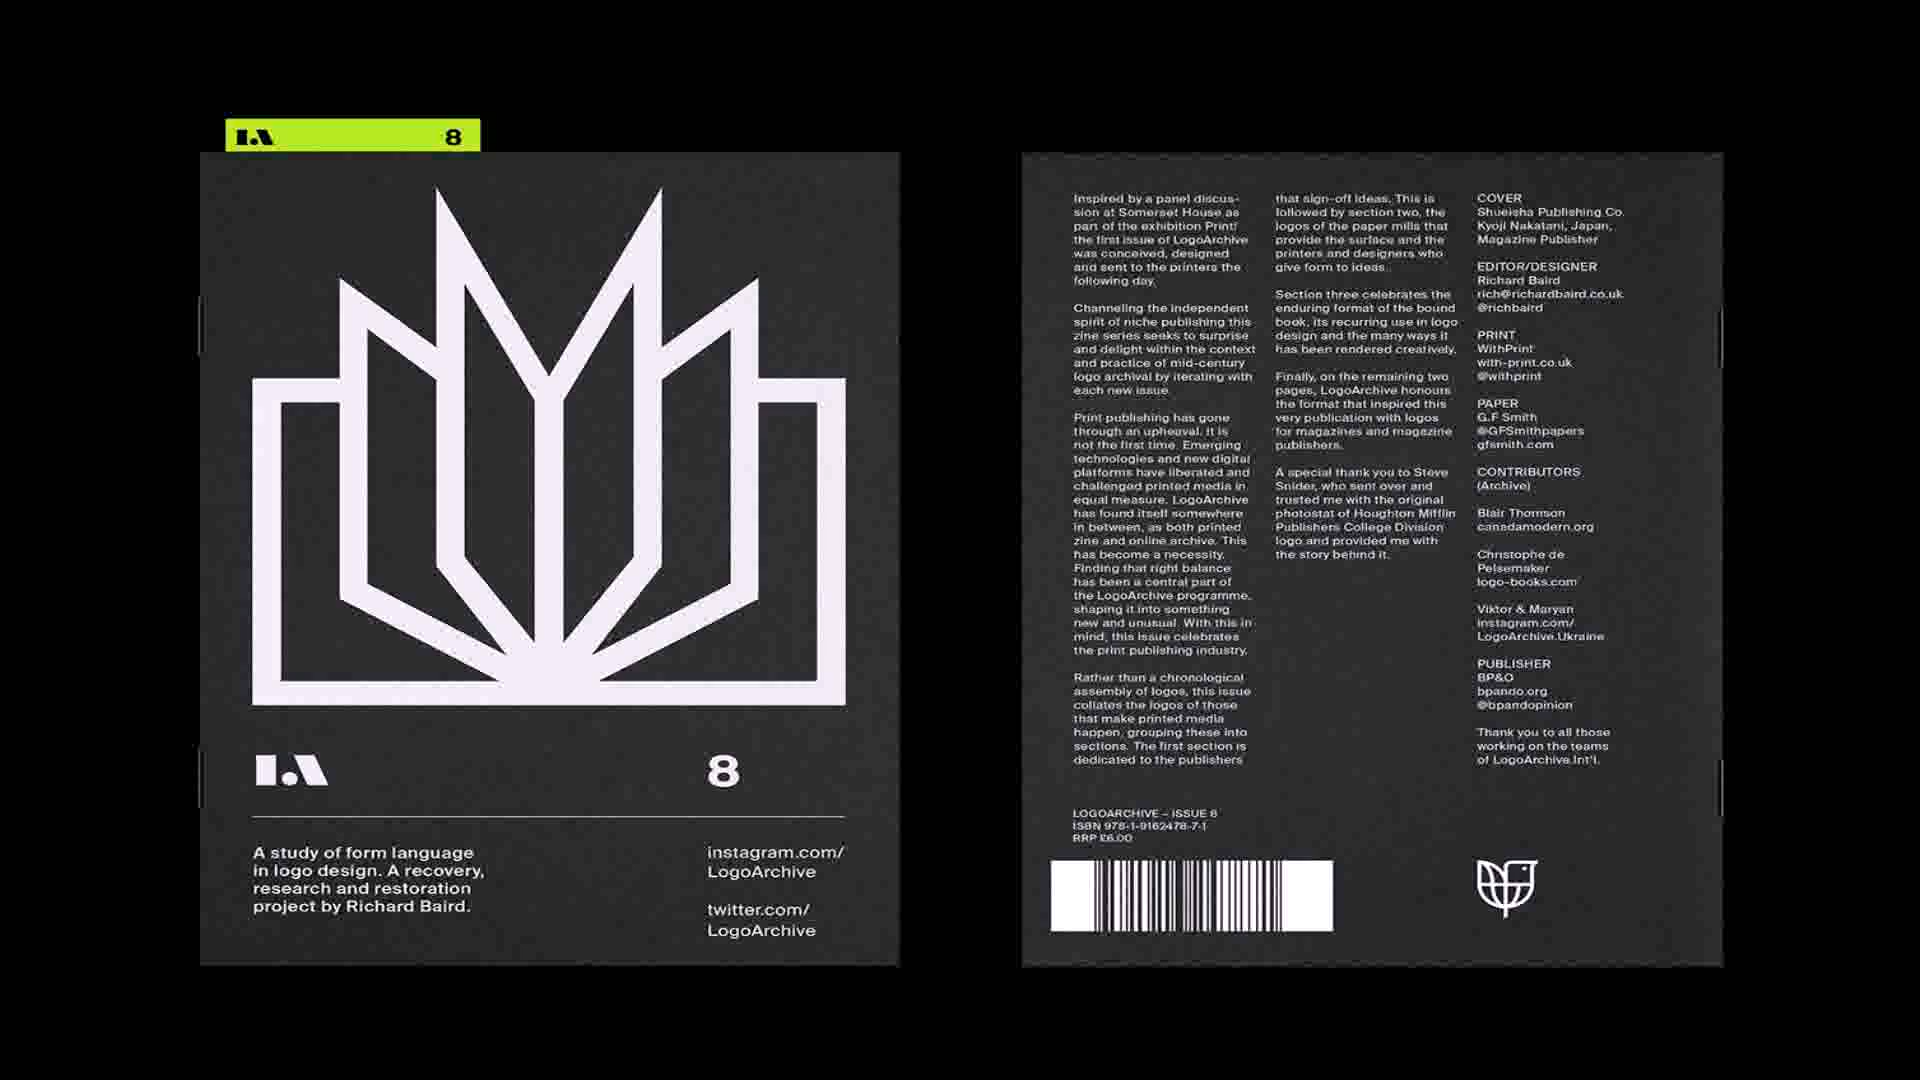 LA 8
LA 8
A study of form language
in logo design. A recovery,
research and restoration
project by Richard Baird.
instagram.com/
LogoArchive
twitter.com/
LogoArchive
Inspired by a panel discus-
sion at Somerset House as
part of the exhibition Print!
the first issue of LogoArchive
was conceived, designed
and sent to the printers the
following day.
Channeling the independent
spirit of niche publishing this
zine series seeks to surprise
and delight within the context
and practice of mid-century
logo archival by iterating with
each new issue.
Print publishing has gone
through an upheaval. It is
not the first time. Emerging
technologies and new digital
platforms have liberated and
challenged printed media in
equal measure. LogoArchive
has found itself somewhere
in between, as both printed
zine and online archive. This
has become a necessity.
Finding that right balance
has been a central part of
the LogoArchive programme,
shaping it into something
new and unusual. With this in
mind, this issue celebrates
the print publishing industry.
Rather than a chronological
assembly of logos, this issue
collates the logos of those
that make printed media
happen, grouping these into
sections. The first section is
dedicated to the publishers
that sign-off ideas. This is
followed by section two, the
logos of the paper mills that
provide the surface and the
printers and designers who
give form to ideas.
Section three celebrates the
enduring format of the bound
book, its recurring use in logo
design and the many ways it
has been rendered creatively.
Finally, on the remaining two
pages, LogoArchive honours
the format that inspired this
very publication with logos
for magazines and magazine
publishers.
A special thank you to Steve
Snider, who sent over and
trusted me with the original
photostat of Houghton Mifflin
Publishers College Division
logo and provided me with
the story behind it.
COVER
Shueisha Publishing Co.
Kyoji Nakatani, Japan,
Magazine Publisher
EDITOR/DESIGNER
Richard Baird
rich@richardbaird.co.uk
@richbaird
PRINT
WithPrint
with-print.co.uk
@withprint
PAPER
G.F Smith
@GFSmithpapers
gfsmith.com
CONTRIBUTORS
(Archive)
Blair Thomson
canadamodern.org
Christophe de
Pelsemaker
logo-books.com
Viktor & Maryan
instagram.com/
LogoArchive.Ukraine
PUBLISHER
BP&O
bpando.org
@bpandopinion
Thank you to all those
working on the teams
of LogoArchive.Int'l.
LOGOARCHIVE – ISSUE 8
ISBN 978-1-9162478-7-1
RRP £6.00